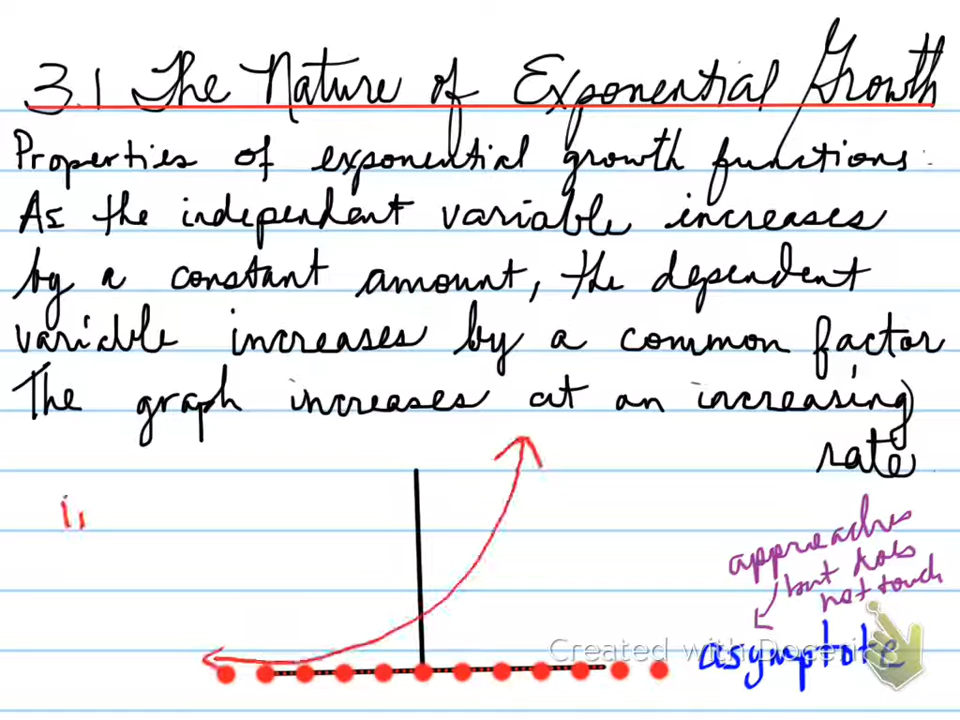 3.1 The Nature of Exponential Growth
Properties of exponential growth functions:
As the independent variable increases
by a constant amount, the dependent
variable increases by a common factor
The graph increases at an increasing
rate
approaches
but does
not touch
Created with Doceri
asymptote